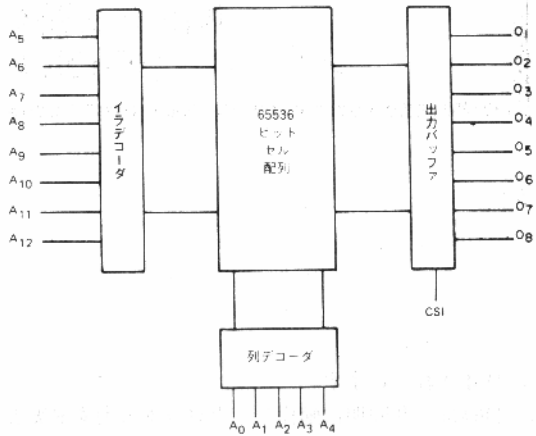 A5
A6
A7
A8
A9
A10
A11
A12
イラデコーダ
65536
ビット
セル
配列
出力バッファ
O1
O2
O3
O4
O5
O6
O7
O8
CSI
列デコーダ
A0 A1 A2 A3 A4